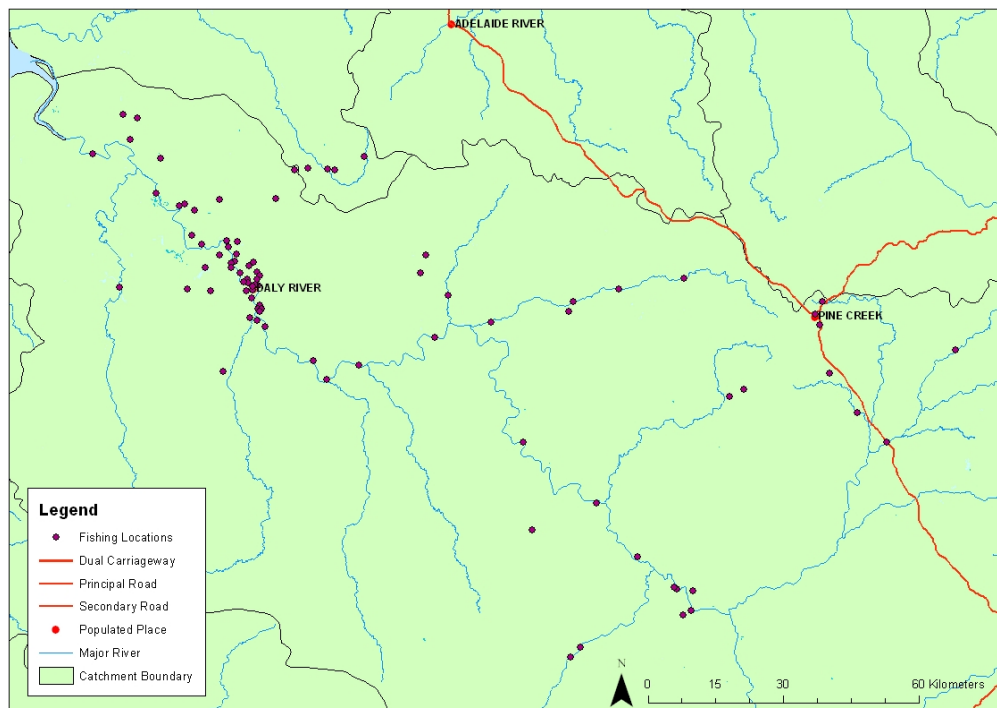 ADELAIDE RIVER
DALY RIVER
PINE CREEK
Legend
Fishing Locations
Dual Carriageway
Principal Road
Secondary Road
Populated Place
Major River
Catchment Boundary
N
0 15 30 60 Kilometers